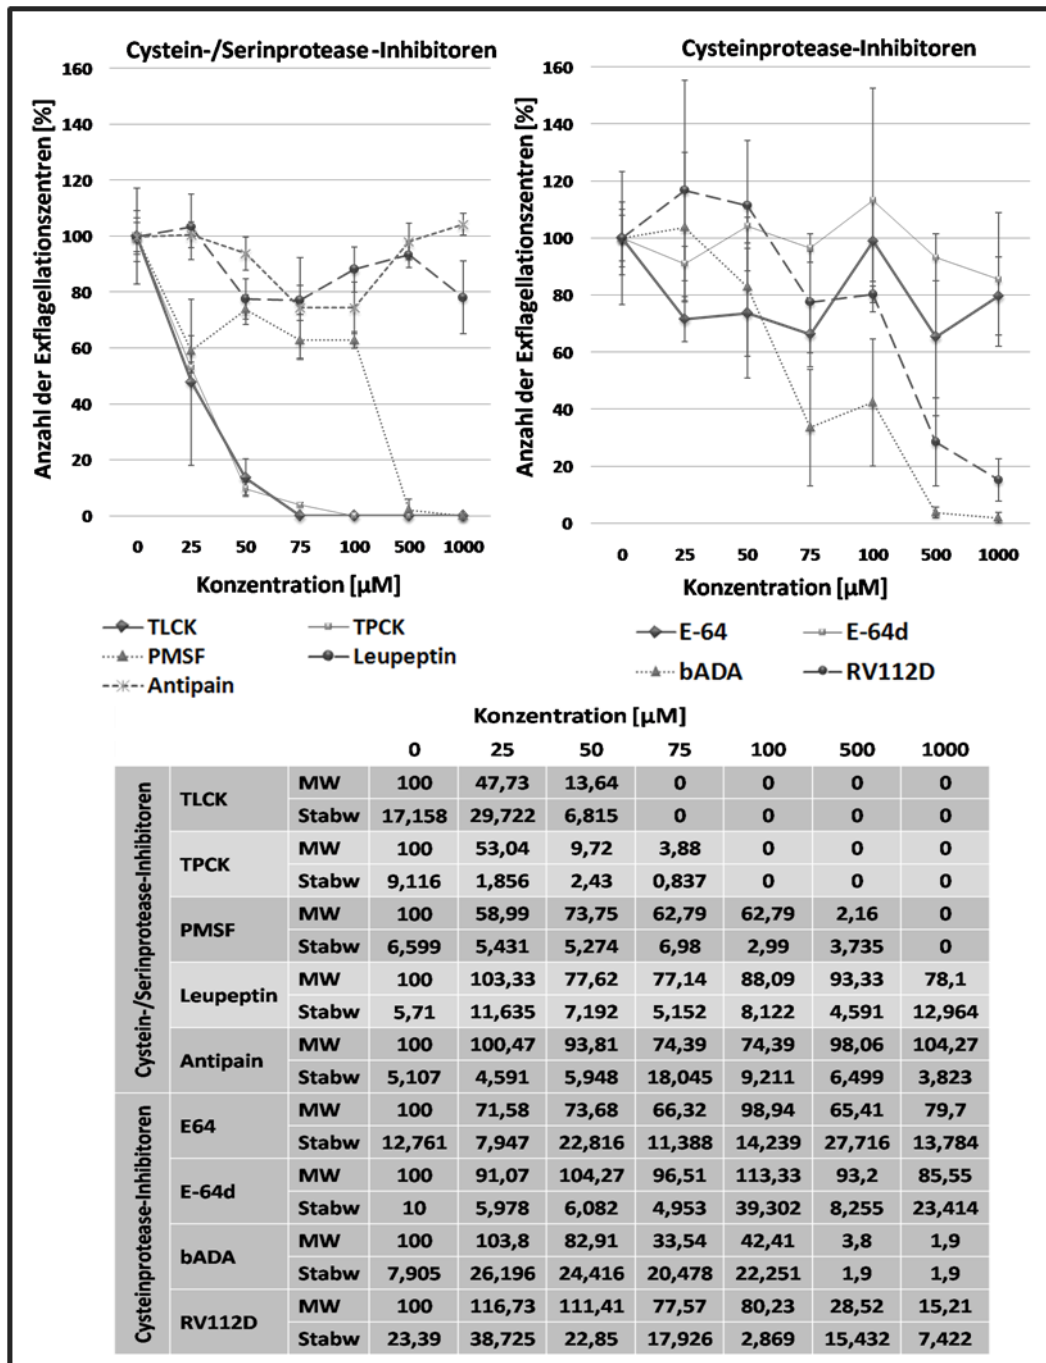 Cystein-/Serinprotease-Inhibitoren
Anzahl der Exflagellationszentren [%]
160
140
120
100
80
60
40
20
0
0 25 50 75 100 500 1000
Konzentration [µM]
TLCK TPCK
PMSF Leupeptin
Antipain
Cysteinprotease-Inhibitoren
Anzahl der Exflagellationszentren [%]
160
140
120
100
80
60
40
20
0
0 25 50 75 100 500 1000
Konzentration [µM]
E-64 E-64d
bADA RV112D
Konzentration [µM]
0 25 50 75 100 500 1000
Cystein-/Serinprotease-Inhibitoren
TLCK MW 100 47,73 13,64 0 0 0 0
Stabw 17,158 29,722 6,815 0 0 0 0
TPCK MW 100 53,04 9,72 3,88 0 0 0
Stabw 9,116 1,856 2,43 0,837 0 0 0
PMSF MW 100 58,99 73,75 62,79 62,79 2,16 0
Stabw 6,599 5,431 5,274 6,98 2,99 3,735 0
Leupeptin MW 100 103,33 77,62 77,14 88,09 93,33 78,1
Stabw 5,71 11,635 7,192 5,152 8,122 4,591 12,964
Antipain MW 100 100,47 93,81 74,39 74,39 98,06 104,27
Stabw 5,107 4,591 5,948 18,045 9,211 6,499 3,823
Cysteinprotease-Inhibitoren
E64 MW 100 71,58 73,68 66,32 98,94 65,41 79,7
Stabw 12,761 7,947 22,816 11,388 14,239 27,716 13,784
E-64d MW 100 91,07 104,27 96,51 113,33 93,2 85,55
Stabw 10 5,978 6,082 4,953 39,302 8,255 23,414
bADA MW 100 103,8 82,91 33,54 42,41 3,8 1,9
Stabw 7,905 26,196 24,416 20,478 22,251 1,9 1,9
RV112D MW 100 116,73 111,41 77,57 80,23 28,52 15,21
Stabw 23,39 38,725 22,85 17,926 2,869 15,432 7,422